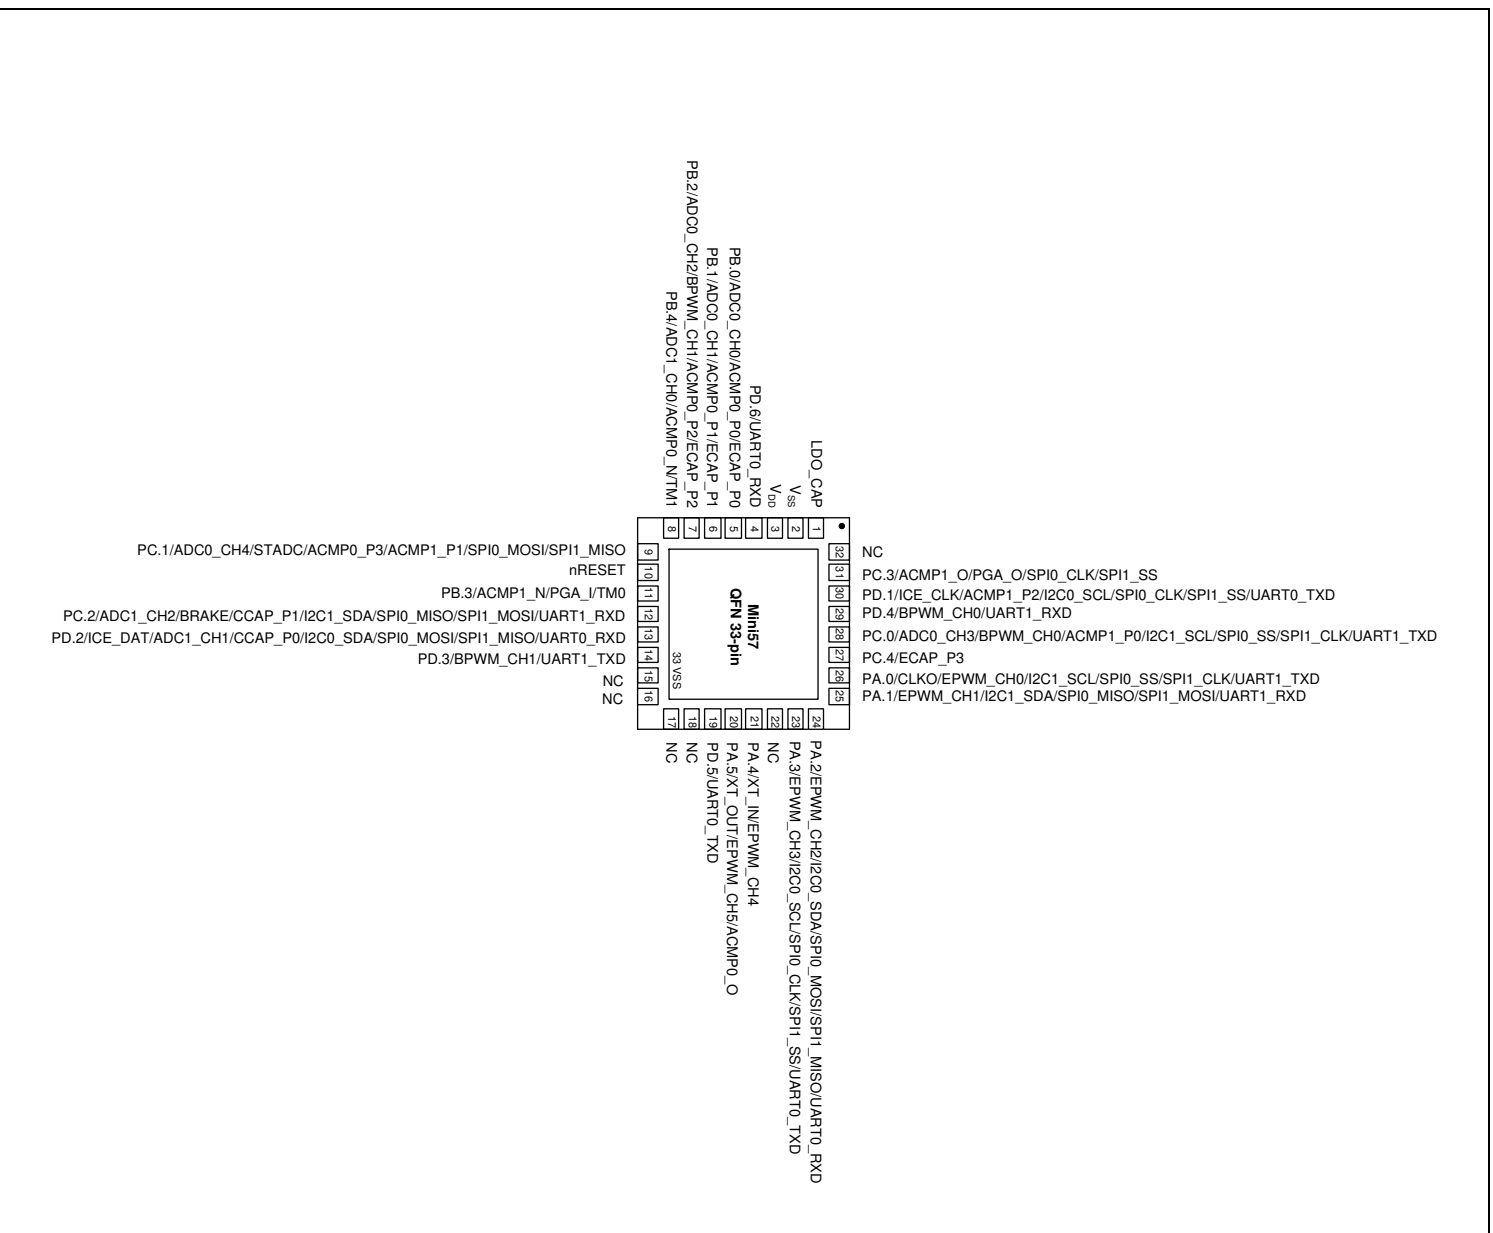 LDO_CAP
V_SS
V_DD
PD.6/UART0_RXD
PB.0/ADC0_CH0/ACMP0_P0/ECAP_P0
PB.1/ADC0_CH1/ACMP0_P1/ECAP_P1
PB.2/ADC0_CH2/BPWM_CH1/ACMP0_P2/ECAP_P2
PB.4/ADC1_CH0/ACMP0_N/TM1
1
2
3
4
5
6
7
8
PC.1/ADC0_CH4/STADC/ACMP0_P3/ACMP1_P1/SPI0_MOSI/SPI1_MISO
nRESET
PB.3/ACMP1_N/PGA_I/TM0
PC.2/ADC1_CH2/BRAKE/CCAP_P1/I2C1_SDA/SPI0_MISO/SPI1_MOSI/UART1_RXD
PD.2/ICE_DAT/ADC1_CH1/CCAP_P0/I2C0_SDA/SPI0_MOSI/SPI1_MISO/UART0_RXD
PD.3/BPWM_CH1/UART1_TXD
NC
NC
9
10
11
12
13
14
15
16
Mini57
QFN 33-pin
33 VSS
17
18
19
20
21
22
23
24
NC
NC
PD.5/UART0_TXD
PA.5/XT_OUT/EPWM_CH5/ACMP0_O
PA.4/XT_IN/EPWM_CH4
NC
PA.3/EPWM_CH3/I2C0_SCL/SPI0_CLK/SPI1_SS/UART0_TXD
PA.2/EPWM_CH2/I2C0_SDA/SPI0_MOSI/SPI1_MISO/UART0_RXD
32
31
30
29
28
27
26
25
NC
PC.3/ACMP1_O/PGA_O/SPI0_CLK/SPI1_SS
PD.1/ICE_CLK/ACMP1_P2/I2C0_SCL/SPI0_CLK/SPI1_SS/UART0_TXD
PD.4/BPWM_CH0/UART1_RXD
PC.0/ADC0_CH3/BPWM_CH0/ACMP1_P0/I2C1_SCL/SPI0_SS/SPI1_CLK/UART1_TXD
PC.4/ECAP_P3
PA.0/CLKO/EPWM_CH0/I2C1_SCL/SPI0_SS/SPI1_CLK/UART1_TXD
PA.1/EPWM_CH1/I2C1_SDA/SPI0_MISO/SPI1_MOSI/UART1_RXD